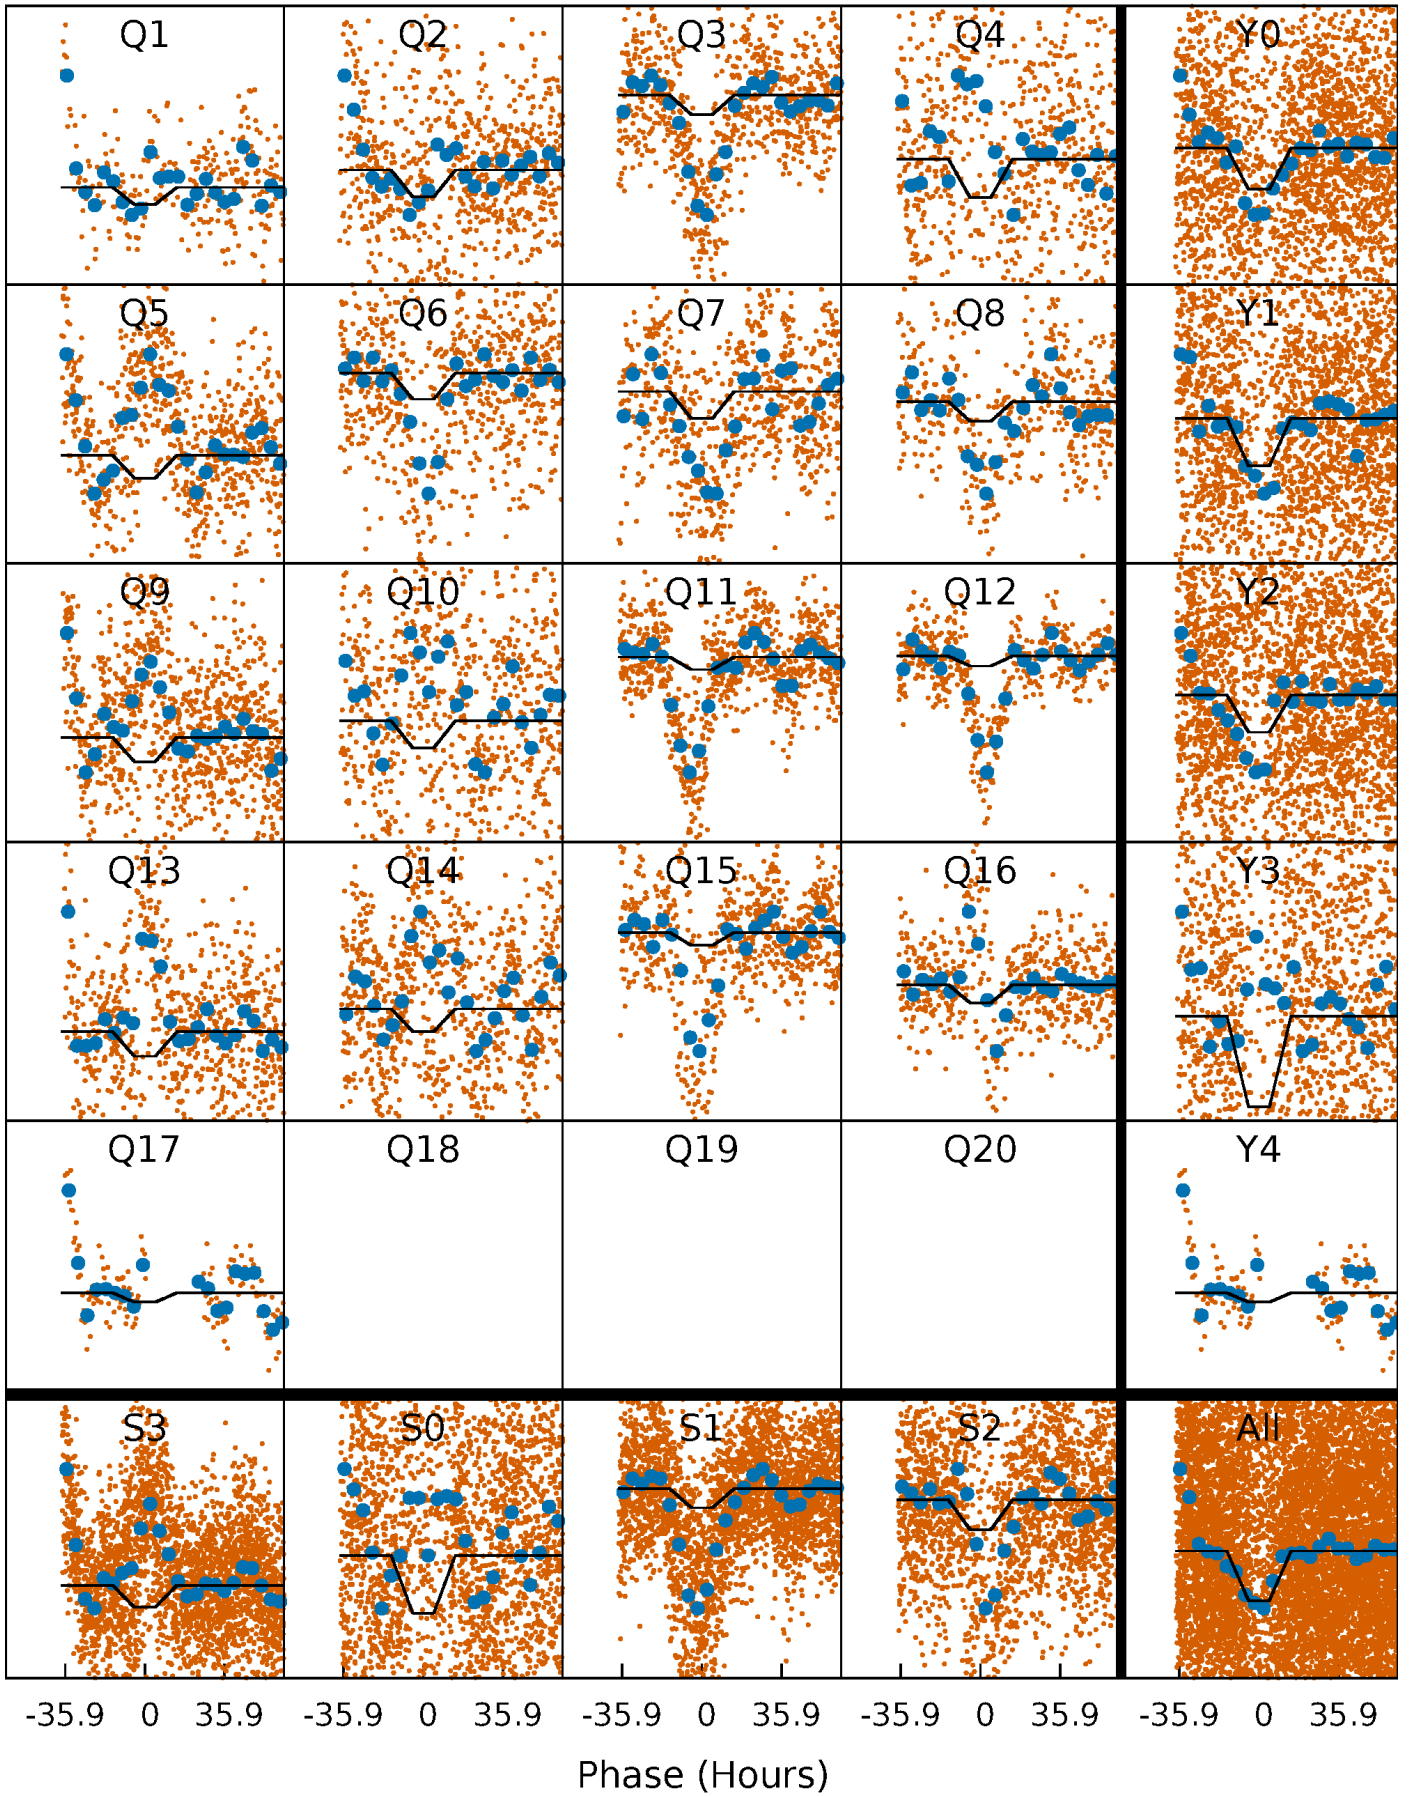 Q1 Q2 Q3 Q4 Y0
Q5 Q6 Q7 Q8 Y1
Q9 Q10 Q11 Q12 Y2
Q13 Q14 Q15 Q16 Y3
Q17 Q18 Q19 Q20 Y4
S3 S0 S1 S2 All
-35.9 0 35.9 -35.9 0 35.9 -35.9 0 35.9 -35.9 0 35.9 -35.9 0 35.9
Phase (Hours)